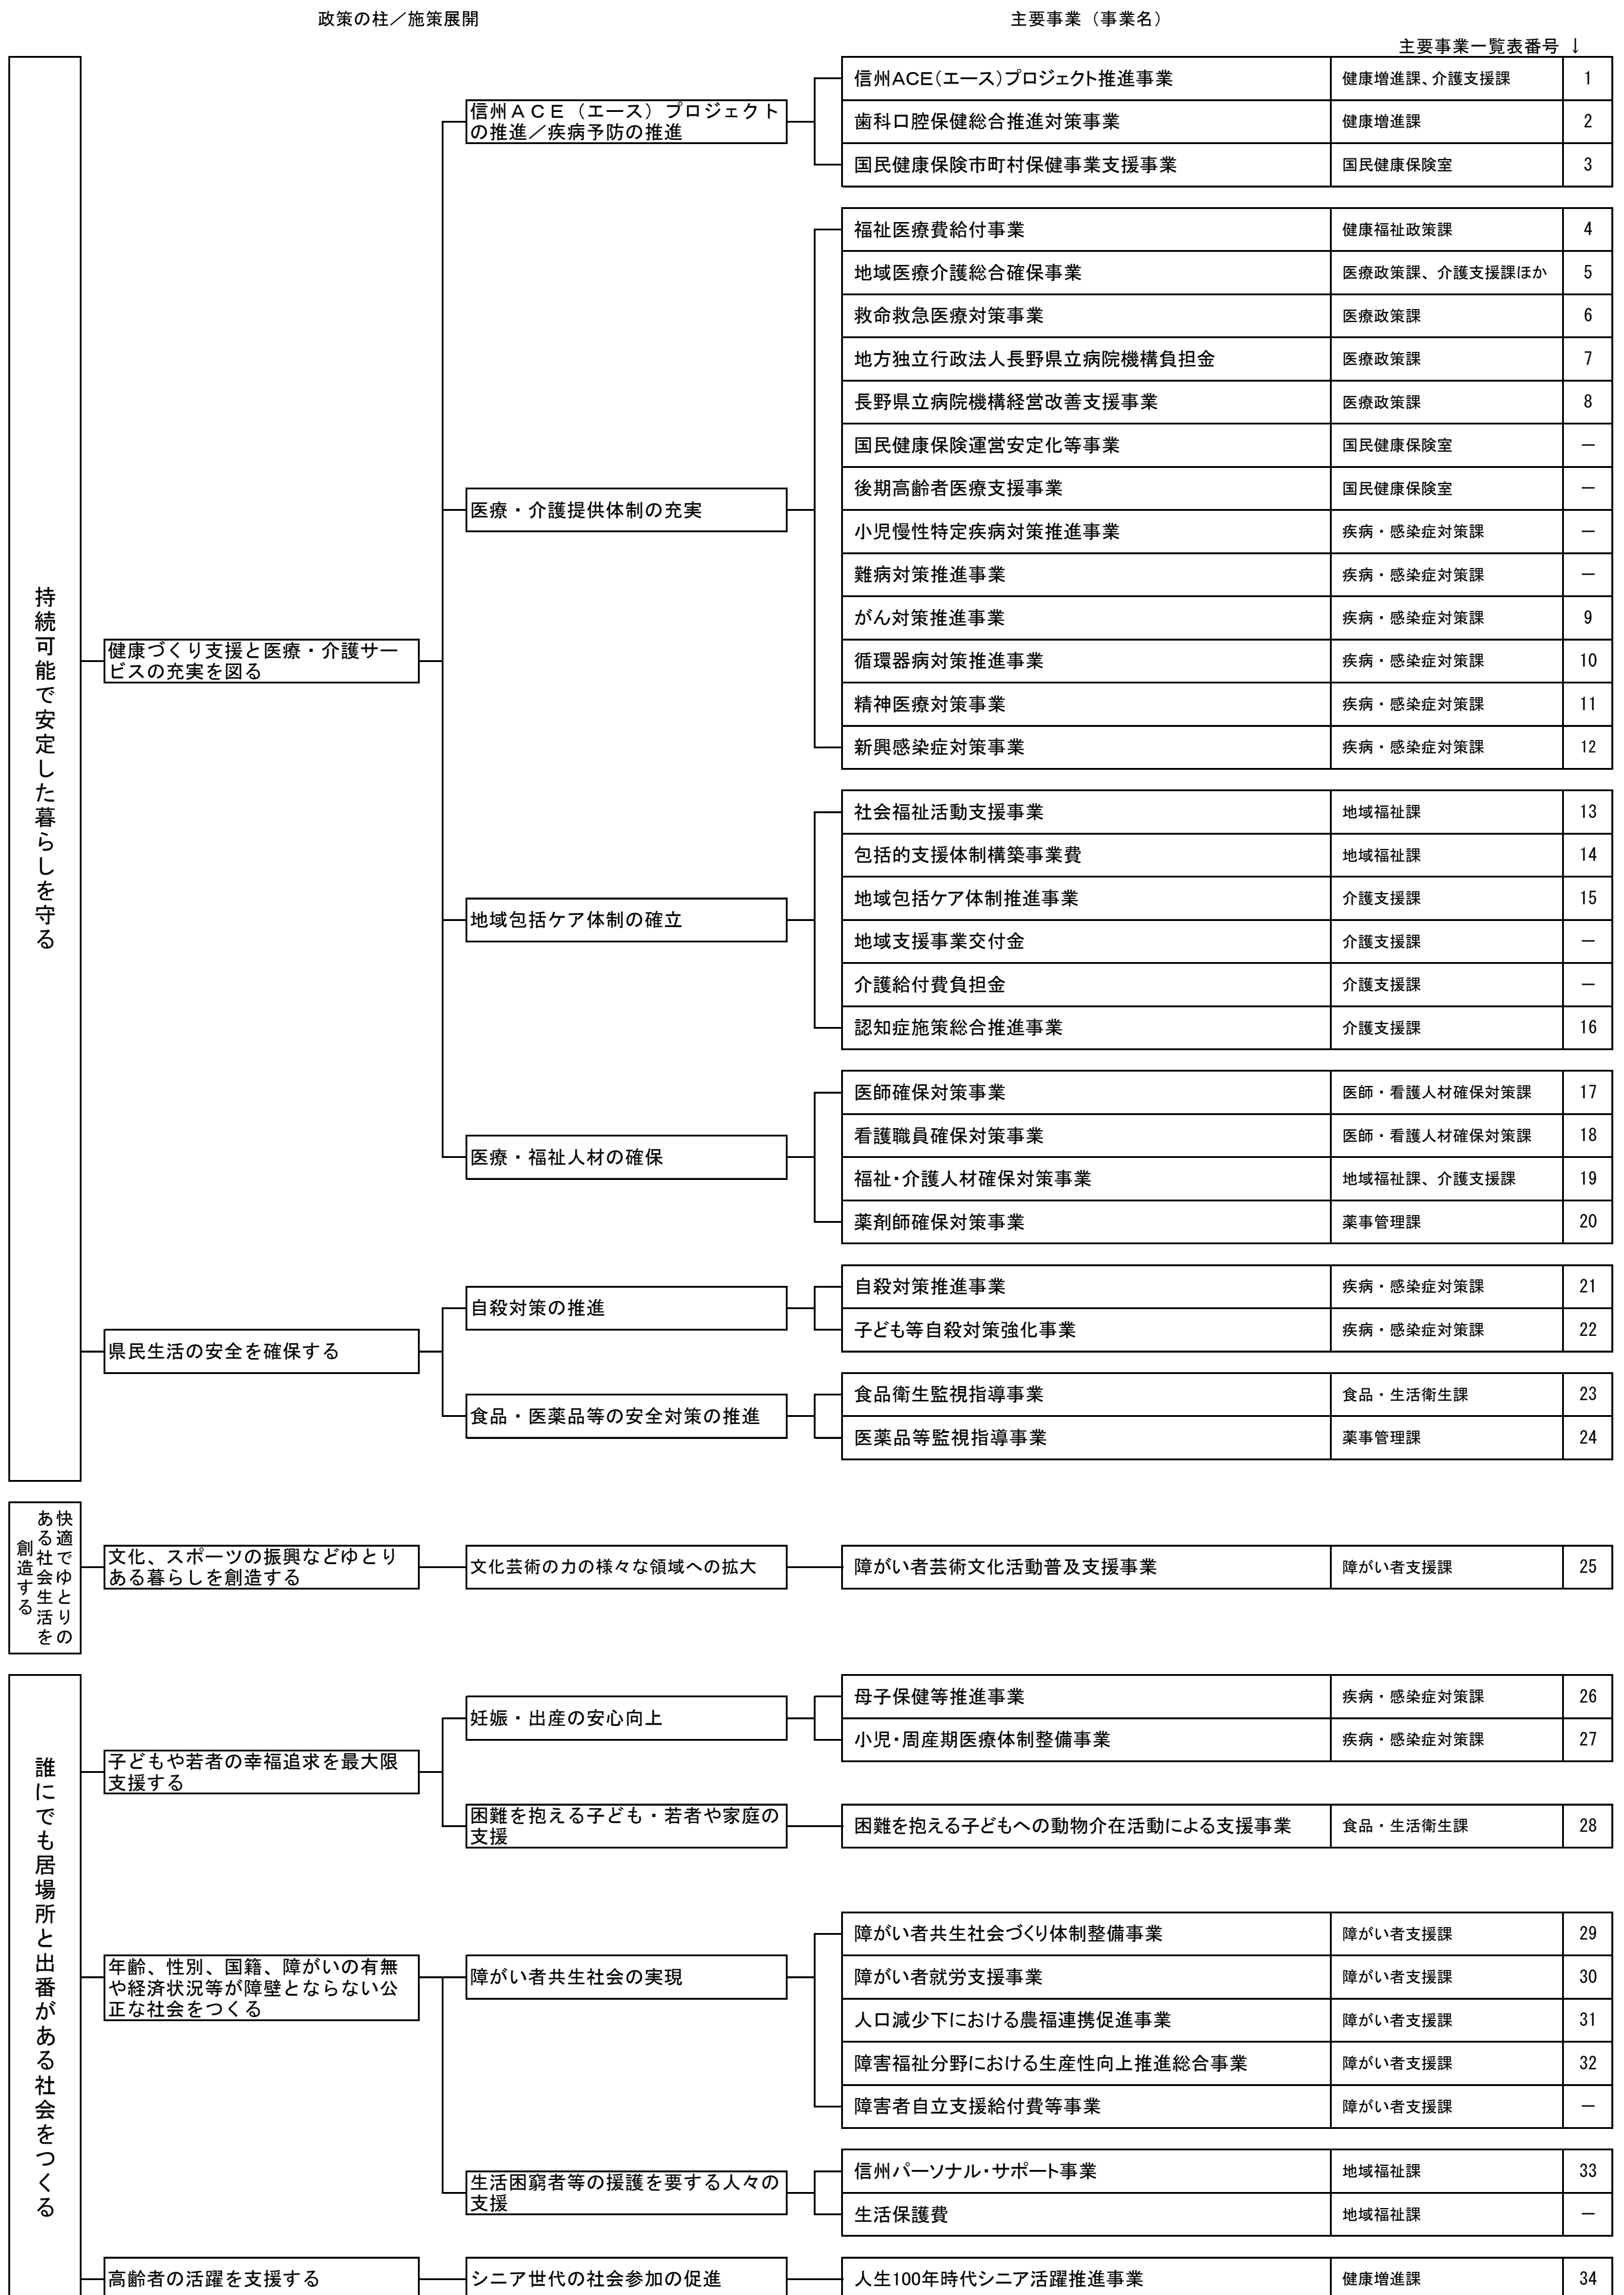 政策の柱／施策展開
主要事業（事業名）
主要事業一覧表番号 ↓
持続可能で安定した暮らしを守る
健康づくり支援と医療・介護サー
ビスの充実を図る
信州ＡＣＥ（エース）プロジェクト
の推進／疾病予防の推進
信州ACE(エース)プロジェクト推進事業 健康増進課、介護支援課 1
歯科口腔保健総合推進対策事業 健康増進課 2
国民健康保険市町村保健事業支援事業 国民健康保険室 3
医療・介護提供体制の充実
福祉医療費給付事業 健康福祉政策課 4
地域医療介護総合確保事業 医療政策課、介護支援課ほか 5
救命救急医療対策事業 医療政策課 6
地方独立行政法人長野県立病院機構負担金 医療政策課 7
長野県立病院機構経営改善支援事業 医療政策課 8
国民健康保険運営安定化等事業 国民健康保険室 －
後期高齢者医療支援事業 国民健康保険室 －
小児慢性特定疾病対策推進事業 疾病・感染症対策課 －
難病対策推進事業 疾病・感染症対策課 －
がん対策推進事業 疾病・感染症対策課 9
循環器病対策推進事業 疾病・感染症対策課 10
精神医療対策事業 疾病・感染症対策課 11
新興感染症対策事業 疾病・感染症対策課 12
地域包括ケア体制の確立
社会福祉活動支援事業 地域福祉課 13
包括的支援体制構築事業費 地域福祉課 14
地域包括ケア体制推進事業 介護支援課 15
地域支援事業交付金 介護支援課 －
介護給付費負担金 介護支援課 －
認知症施策総合推進事業 介護支援課 16
医療・福祉人材の確保
医師確保対策事業 医師・看護人材確保対策課 17
看護職員確保対策事業 医師・看護人材確保対策課 18
福祉・介護人材確保対策事業 地域福祉課、介護支援課 19
薬剤師確保対策事業 薬事管理課 20
県民生活の安全を確保する
自殺対策の推進
自殺対策推進事業 疾病・感染症対策課 21
子ども等自殺対策強化事業 疾病・感染症対策課 22
食品・医薬品等の安全対策の推進
食品衛生監視指導事業 食品・生活衛生課 23
医薬品等監視指導事業 薬事管理課 24
快適でゆとりの
ある社会生活を
創造する
文化、スポーツの振興などゆとり
ある暮らしを創造する
文化芸術の力の様々な領域への拡大
障がい者芸術文化活動普及支援事業 障がい者支援課 25
誰にでも居場所と出番がある社会をつくる
子どもや若者の幸福追求を最大限
支援する
妊娠・出産の安心向上
母子保健等推進事業 疾病・感染症対策課 26
小児・周産期医療体制整備事業 疾病・感染症対策課 27
困難を抱える子ども・若者や家庭の
支援
困難を抱える子どもへの動物介在活動による支援事業 食品・生活衛生課 28
年齢、性別、国籍、障がいの有無
や経済状況等が障壁とならない公
正な社会をつくる
障がい者共生社会の実現
障がい者共生社会づくり体制整備事業 障がい者支援課 29
障がい者就労支援事業 障がい者支援課 30
人口減少下における農福連携促進事業 障がい者支援課 31
障害福祉分野における生産性向上推進総合事業 障がい者支援課 32
障害者自立支援給付費等事業 障がい者支援課 －
生活困窮者等の援護を要する人々の
支援
信州パーソナル・サポート事業 地域福祉課 33
生活保護費 地域福祉課 －
高齢者の活躍を支援する
シニア世代の社会参加の促進
人生100年時代シニア活躍推進事業 健康増進課 34